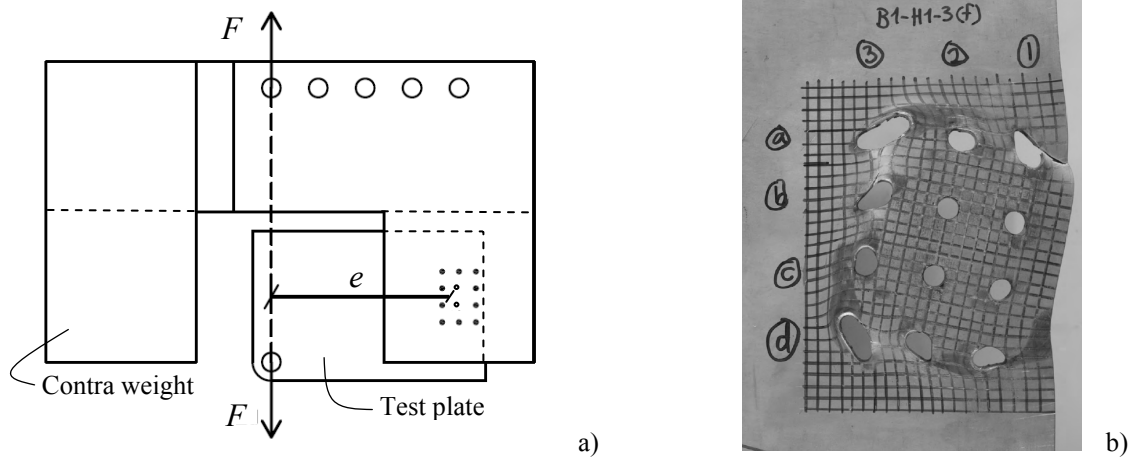 F
e
F
Contra weight
Test plate
a)
B1-H1-3(f)
3 2 1
a
b
c
d
b)